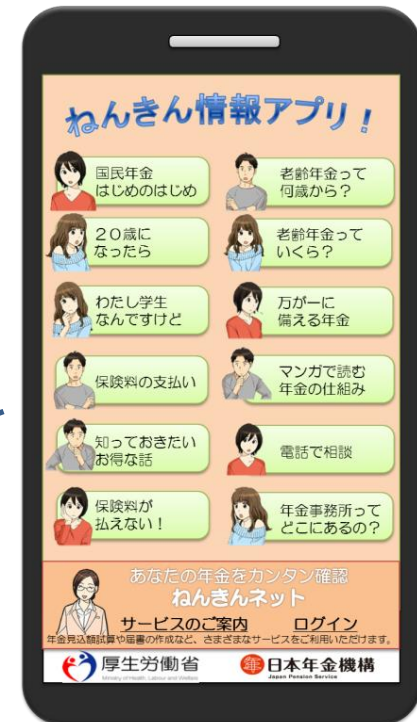 ねんきん情報アプリ!
国民年金
はじめのはじめ
老齢年金って
何歳から?
20歳に
なったら
老齢年金って
いくら?
わたし学生
なんですけど
万が一に
備える年金
保険料の支払い
マンガで読む
年金の仕組み
知っておきたい
お得な話
電話で相談
保険料が
払えない!
年金事務所って
どこにあるの?
あなたの年金をカンタン確認
ねんきんネット
サービスのご案内 ログイン
年金見込額試算や届書の作成など、さまざまなサービスをご利用いただけます。
厚生労働省
Ministry of Health, Labour and Welfare
日本年金機構
Japan Pension Service